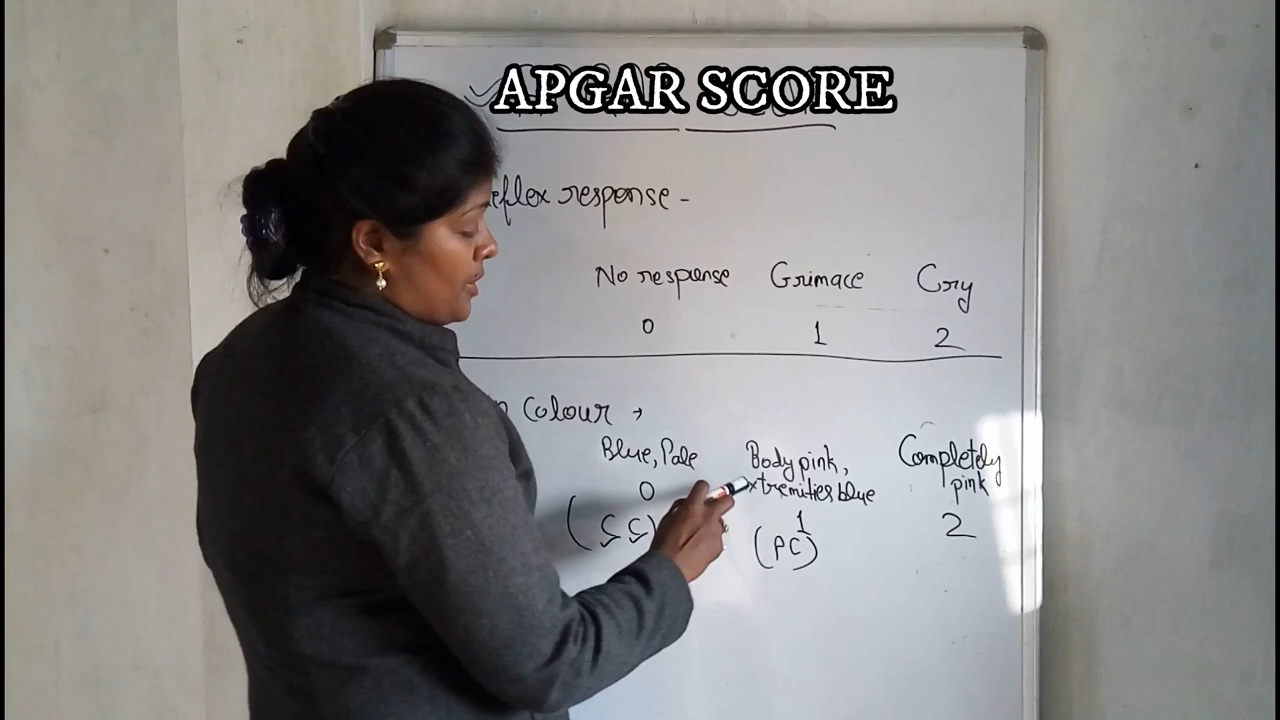 APGAR SCORE
eflex response -
No response Grimace Cry
0 1 2
Colour →
Blue, Pale Body pink, Completely
xtremities blue pink
0 1 2
(PC)